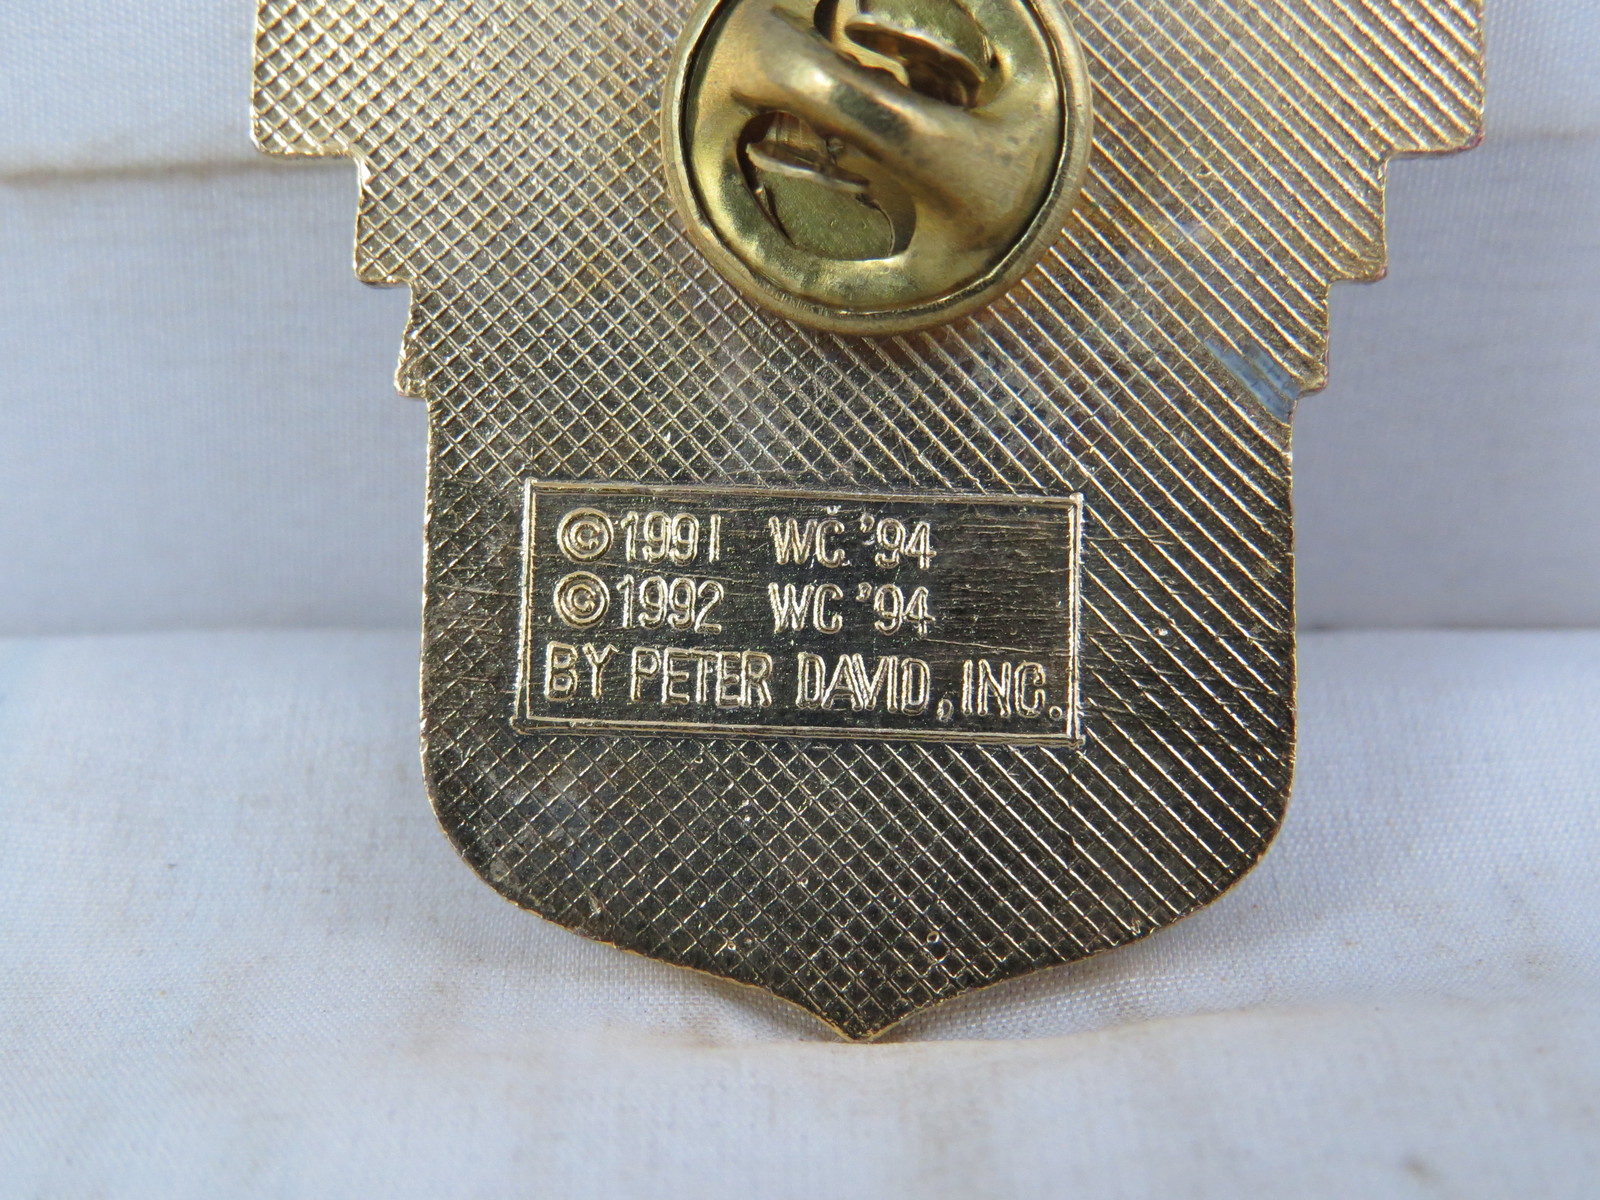 ©1991 WC '94
©1992 WC '94
BY PETER DAVID, INC.